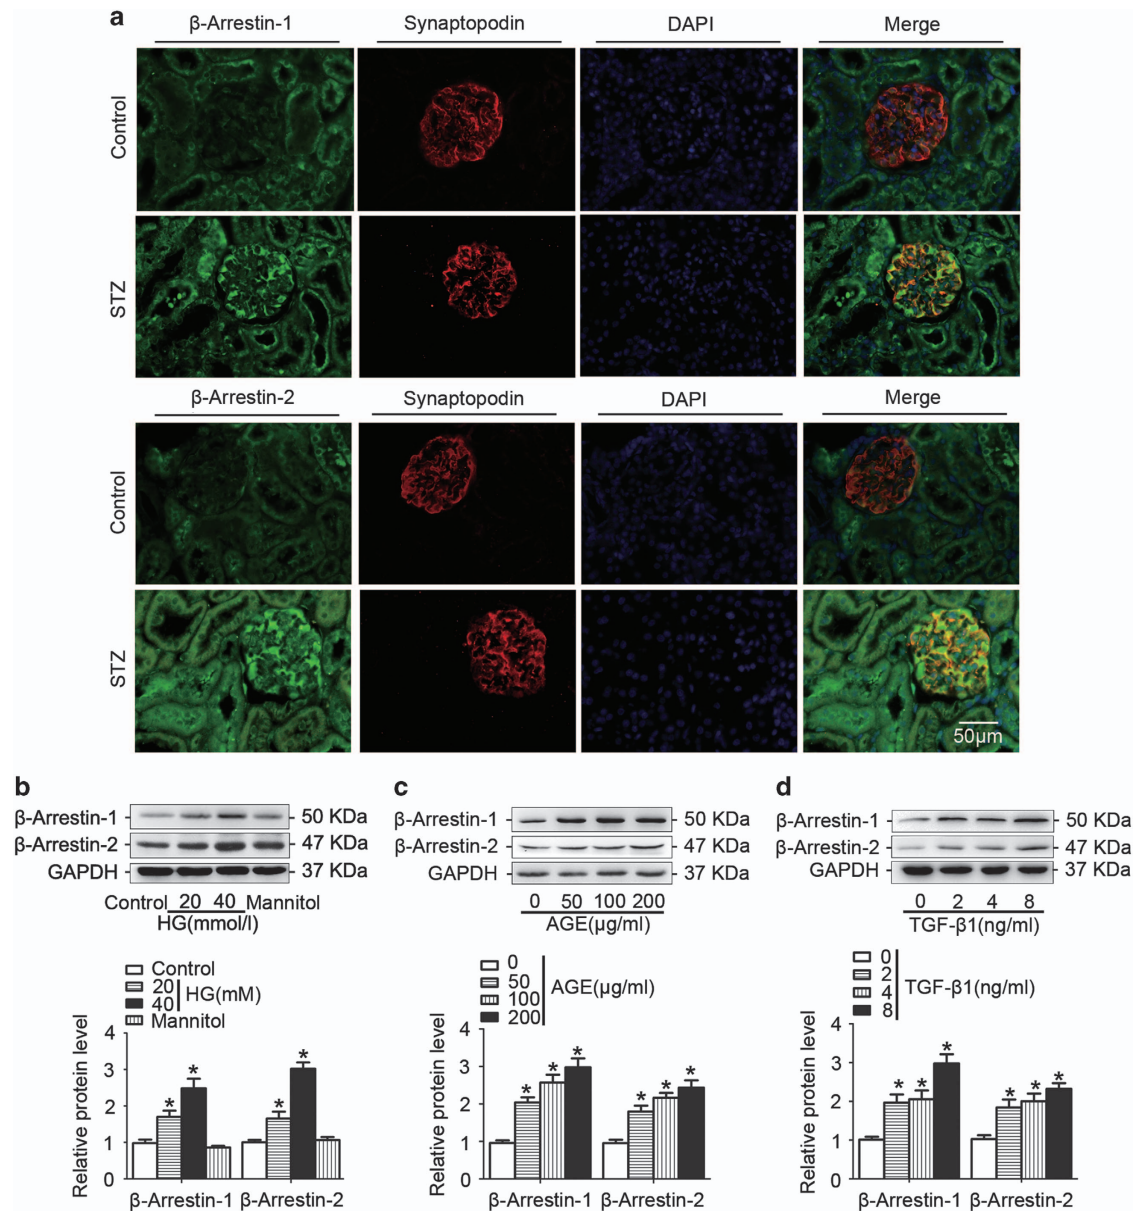 a
β-Arrestin-1 Synaptopodin DAPI Merge
Control
STZ
β-Arrestin-2 Synaptopodin DAPI Merge
Control
STZ
50μm
b
β-Arrestin-1 - - 50 KDa
β-Arrestin-2 - - 47 KDa
GAPDH - - 37 KDa
Control 20 40 Mannitol
HG(mmol/l)
Control
20
40
HG(mM)
Mannitol
Relative protein level
4
3
2
1
0
* * * *
β-Arrestin-1 β-Arrestin-2
c
β-Arrestin-1 - - 50 KDa
β-Arrestin-2 - - 47 KDa
GAPDH - - 37 KDa
0 50 100 200
AGE(μg/ml)
0
50
100
200
AGE(μg/ml)
Relative protein level
4
3
2
1
0
* * * * * *
β-Arrestin-1 β-Arrestin-2
d
β-Arrestin-1 - - 50 KDa
β-Arrestin-2 - - 47 KDa
GAPDH - - 37 KDa
0 2 4 8
TGF-β1(ng/ml)
0
2
4
8
TGF-β1(ng/ml)
Relative protein level
4
3
2
1
0
* * * * * *
β-Arrestin-1 β-Arrestin-2